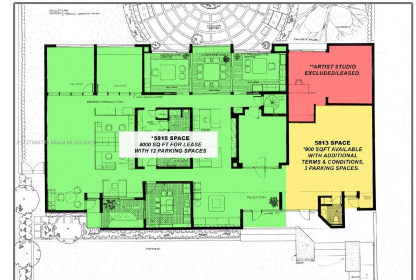 **ARTIST STUDIO
EXCLUDED/LEASED.
*5815 SPACE
4000 SQ FT FOR LEASE
WITH 12 PARKING SPACES
5813 SPACE
*900 SQFT AVAILABLE
WITH ADDITIONAL
TERMS & CONDITIONS,
3 PARKING SPACES.
RECEPTION
PARKING